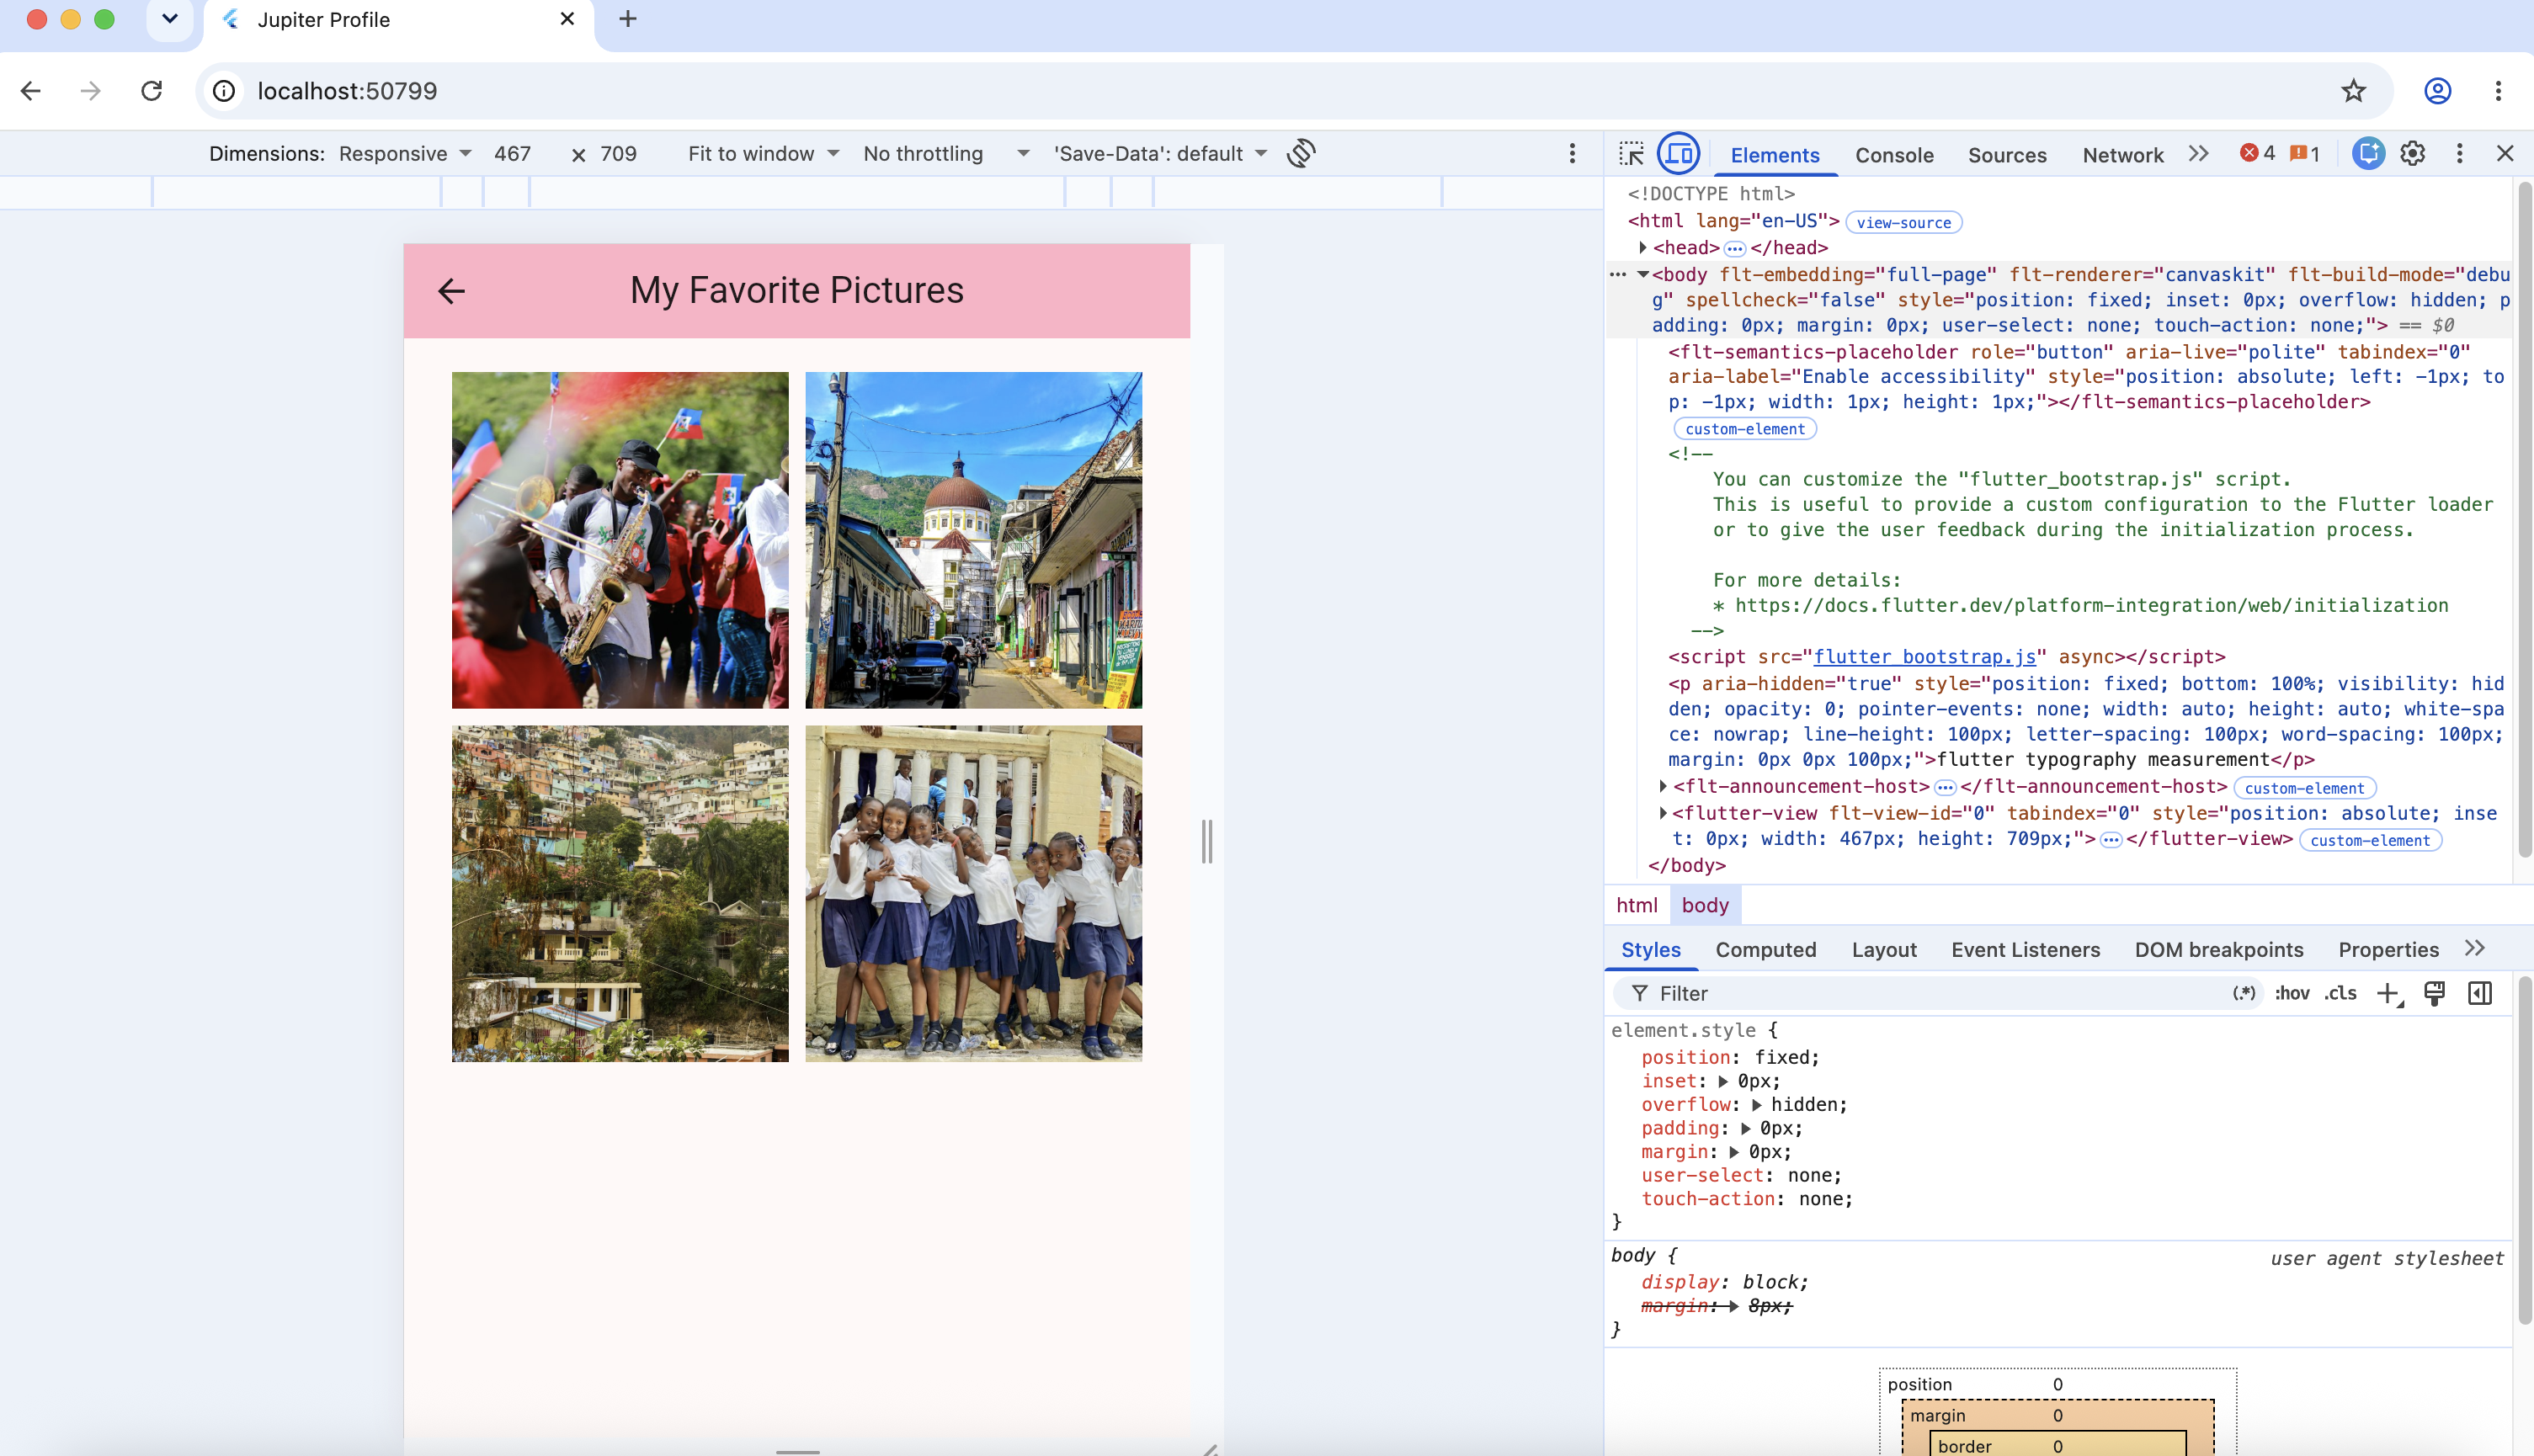 Jupiter Profile
localhost:50799
Dimensions: Responsive 467 × 709 Fit to window No throttling 'Save-Data': default
My Favorite Pictures
Elements Console Sources Network 4 1
<!DOCTYPE html>
<html lang="en-US"> view-source
<head> </head>
<body flt-embedding="full-page" flt-renderer="canvaskit" flt-build-mode="debu
g" spellcheck="false" style="position: fixed; inset: 0px; overflow: hidden; p
adding: 0px; margin: 0px; user-select: none; touch-action: none;"> == $0
<flt-semantics-placeholder role="button" aria-live="polite" tabindex="0"
aria-label="Enable accessibility" style="position: absolute; left: -1px; to
p: -1px; width: 1px; height: 1px;"></flt-semantics-placeholder>
custom-element
<!--
You can customize the "flutter_bootstrap.js" script.
This is useful to provide a custom configuration to the Flutter loader
or to give the user feedback during the initialization process.
For more details:
* https://docs.flutter.dev/platform-integration/web/initialization
-->
<script src="flutter_bootstrap.js" async></script>
<p aria-hidden="true" style="position: fixed; bottom: 100%; visibility: hid
den; opacity: 0; pointer-events: none; width: auto; height: auto; white-spa
ce: nowrap; line-height: 100px; letter-spacing: 100px; word-spacing: 100px;
margin: 0px 0px 100px;">flutter typography measurement</p>
<flt-announcement-host> </flt-announcement-host> custom-element
<flutter-view flt-view-id="0" tabindex="0" style="position: absolute; inse
t: 0px; width: 467px; height: 709px;"> </flutter-view> custom-element
</body>
html body
Styles Computed Layout Event Listeners DOM breakpoints Properties
Filter (.*) :hov .cls
element.style {
position: fixed;
inset: 0px;
overflow: hidden;
padding: 0px;
margin: 0px;
user-select: none;
touch-action: none;
}
body { user agent stylesheet
display: block;
margin: 8px;
}
position 0
margin 0
border 0